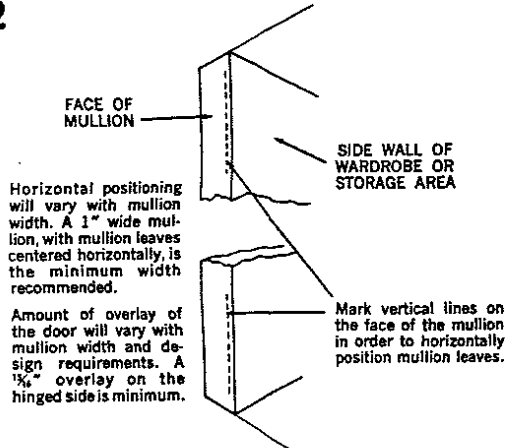 2
FACE OF
MULLION
SIDE WALL OF
WARDROBE OR
STORAGE AREA
Horizontal positioning
will vary with mullion
width. A 1" wide mul-
lion, with mullion leaves
centered horizontally, is
the minimum width
recommended.
Amount of overlay of
the door will vary with
mullion width and de-
sign requirements. A
overlay on the
hinged side is minimum.
Mark vertical lines on
the face of the mullion
in order to horizontally
position mullion leaves.